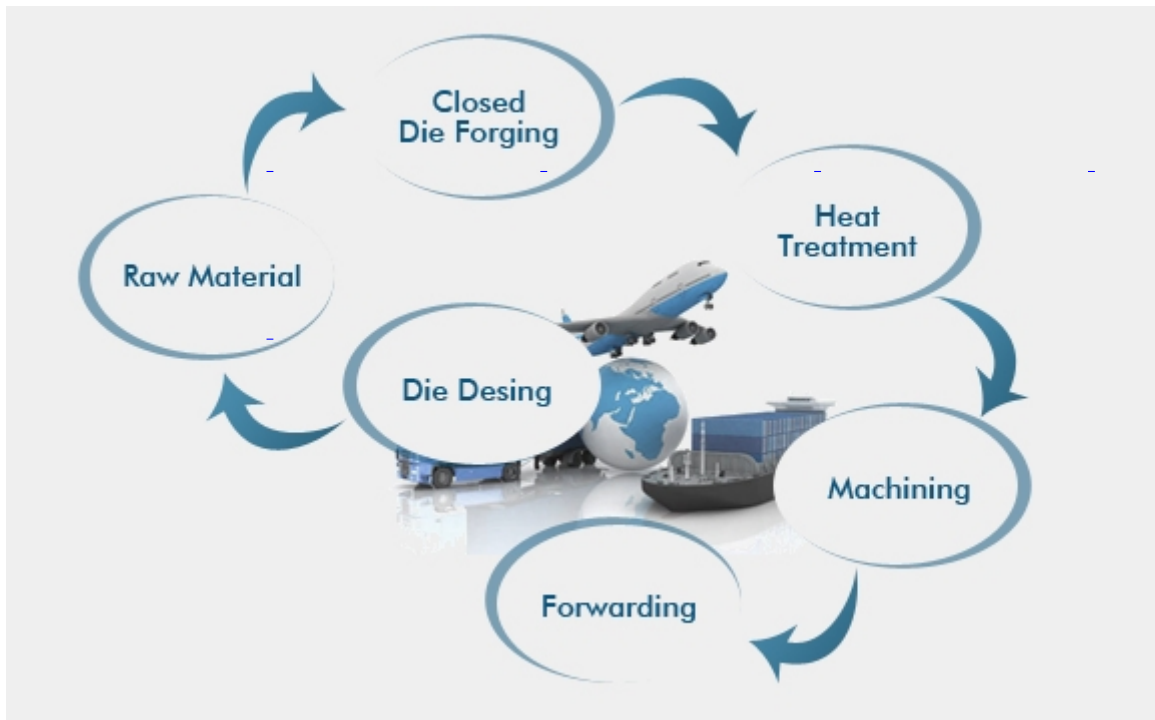 Closed
Die Forging
Heat
Treatment
Raw Material
Die Desing
Machining
Forwarding